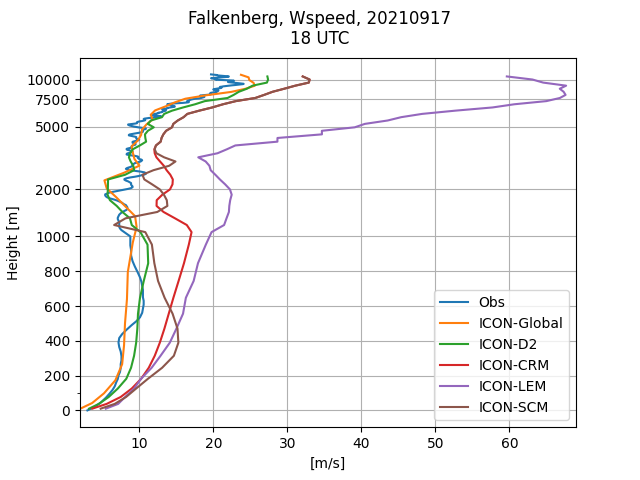 Falkenberg, Wspeed, 20210917
18 UTC
10000
7500
5000
2000
1000
800
600
400
200
0
Height [m]
10
20
30
40
50
60
[m/s]
Obs
ICON-Global
ICON-D2
ICON-CRM
ICON-LEM
ICON-SCM